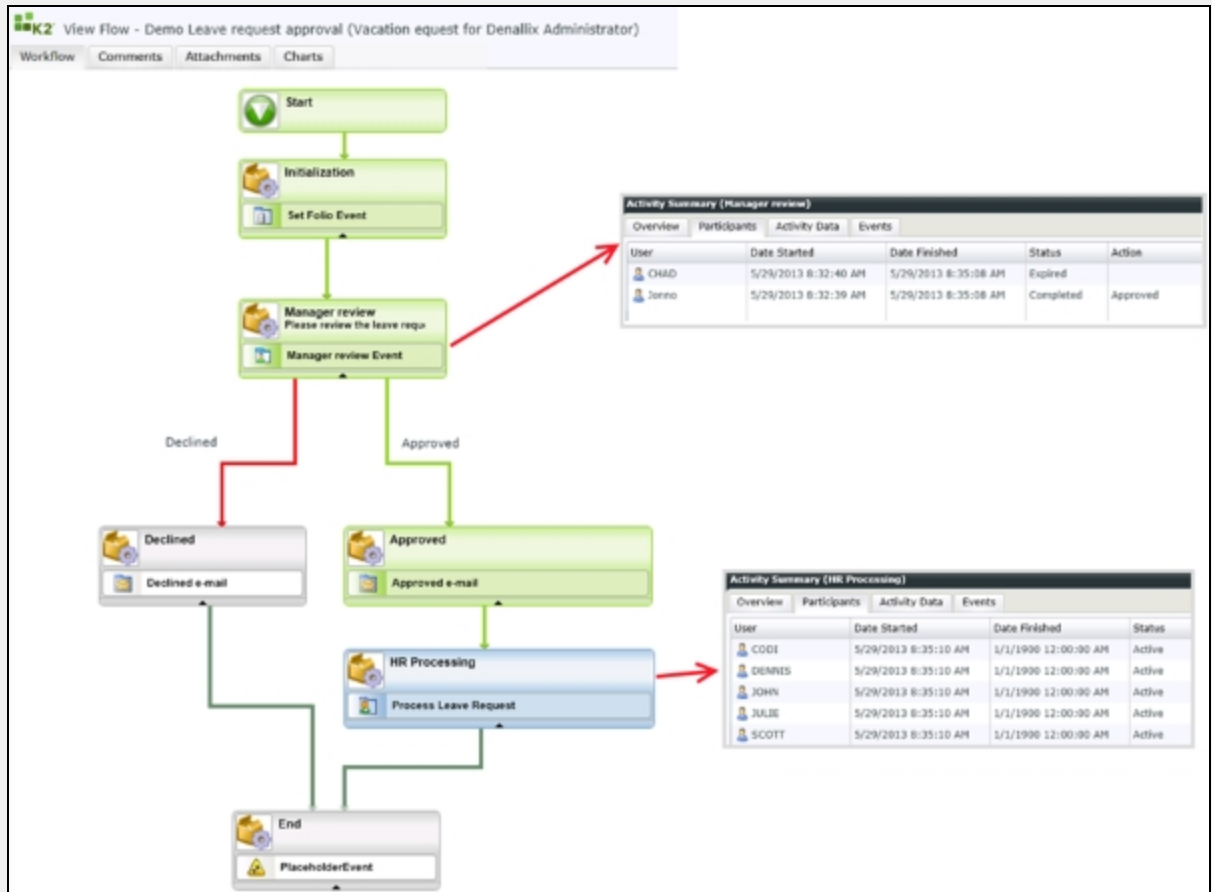 K2 View Flow - Demo Leave request approval (Vacation equest for Denallix Administrator)
Workflow Comments Attachments Charts
Start
Initialization
Set Folio Event
Manager review
Please review the leave requ
Manager review Event
Activity Summary (Manager review)
Overview Participants Activity Data Events
User Date Started Date Finished Status Action
CHAD 5/29/2013 8:32:40 AM 5/29/2013 8:35:08 AM Expired
Jonno 5/29/2013 8:32:39 AM 5/29/2013 8:35:08 AM Completed Approved
Declined
Approved
Declined
Declined e-mail
Approved
Approved e-mail
HR Processing
Process Leave Request
Activity Summary (HR Processing)
Overview Participants Activity Data Events
User Date Started Date Finished Status
CODI 5/29/2013 8:35:10 AM 1/1/1900 12:00:00 AM Active
DENNIS 5/29/2013 8:35:10 AM 1/1/1900 12:00:00 AM Active
JOHN 5/29/2013 8:35:10 AM 1/1/1900 12:00:00 AM Active
JULIE 5/29/2013 8:35:10 AM 1/1/1900 12:00:00 AM Active
SCOTT 5/29/2013 8:35:10 AM 1/1/1900 12:00:00 AM Active
End
PlaceholderEvent